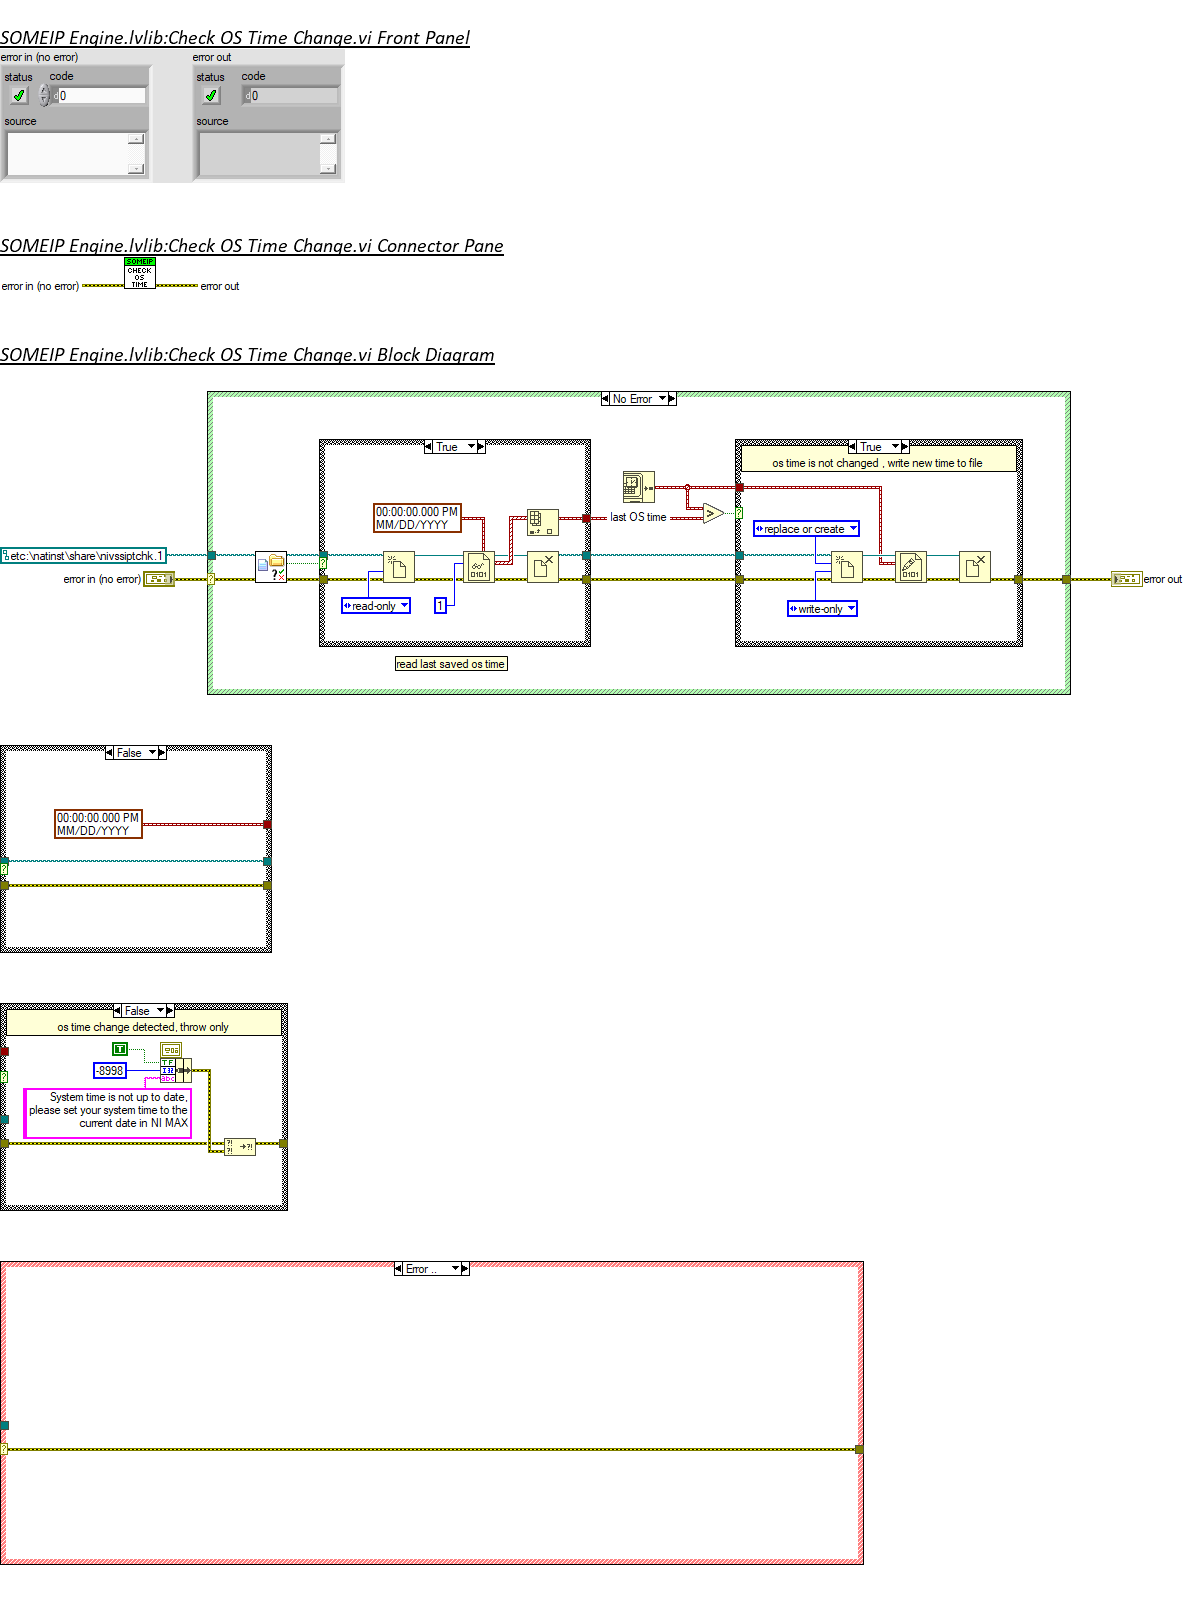 SOMEIP Engine.lvlib:Check OS Time Change.vi Front Panel
error in (no error)
error out
status
code
status
code
d
0
d
0
source
source
SOMEIP Engine.lvlib:Check OS Time Change.vi Connector Pane
SOMEIP
CHECK
OS
TIME
error in (no error)
error out
SOMEIP Engine.lvlib:Check OS Time Change.vi Block Diagram
No Error
True
True
os time is not changed , write new time to file
00:00:00.000 PM
MM/DD/YYYY
last OS time
>
?
replace or create
etc:\natinst\share\nivssiptchk.1
?
?
error in (no error)
?
0101
0101
error out
read-only
1
write-only
read last saved os time
False
00:00:00.000 PM
MM/DD/YYYY
?
False
os time change detected, throw only
T
TF
-8998
I32
abc
?
System time is not up to date,
please set your system time to the
current date in NI MAX
?!
?!
?!
Error ..
?